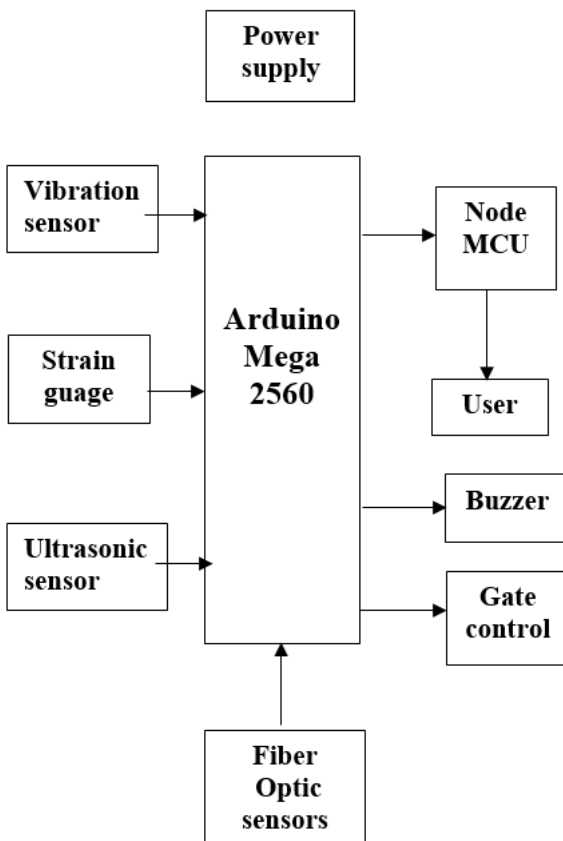 Power
supply
Vibration
sensor
Node
MCU
Arduino
Mega
2560
Strain
guage
User
Ultrasonic
sensor
Buzzer
Gate
control
Fiber
Optic
sensors